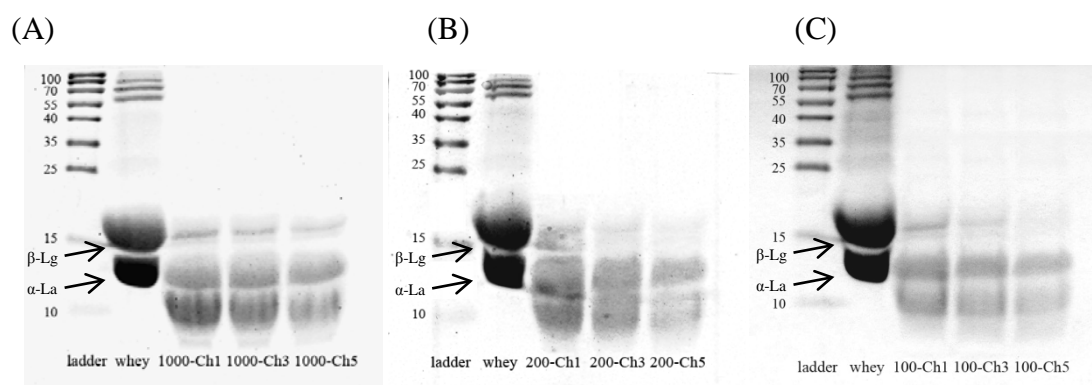 (A)
(B)
(C)
100
70
55
40
35
25
15
β-Lg
α-La
10
ladder whey 1000-Ch1 1000-Ch3 1000-Ch5
100
70
55
40
35
25
15
β-Lg
α-La
10
ladder whey 200-Ch1 200-Ch3 200-Ch5
100
70
55
40
35
25
15
β-Lg
α-La
10
ladder whey 100-Ch1 100-Ch3 100-Ch5